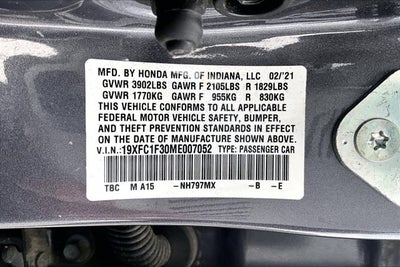 MFD. BY HONDA MFG. OF INDIANA, LLC 02/'21
GVWR 3902LBS GAWR F 2105LBS R 1829LBS
GVWR 1770KG GAWR F 955KG R 830KG
THIS VEHICLE CONFORMS TO ALL APPLICABLE
FEDERAL MOTOR VEHICLE SAFETY, BUMPER,
AND THEFT PREVENTION STANDARDS IN EFFECT
ON THE DATE OF MANUFACTURE SHOWN ABOVE.
VIN: 19XFC1F30ME007052 TYPE: PASSENGER CAR
TBC M A15 -NH797MX -B -E